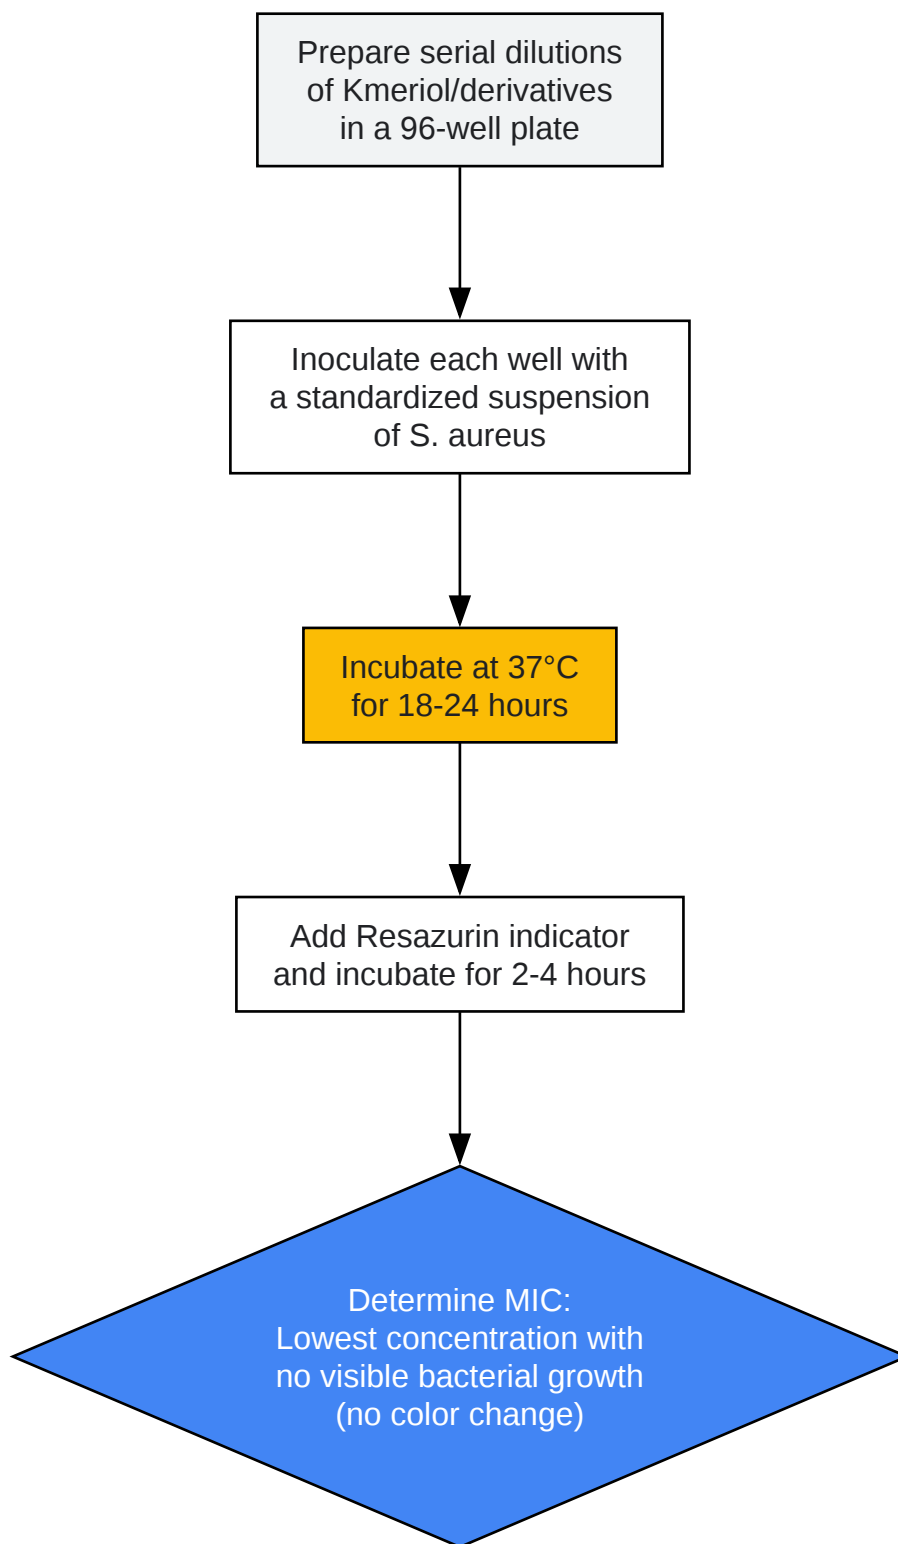 Prepare serial dilutions
of Kmeriol/derivatives
in a 96-well plate
Inoculate each well with
a standardized suspension
of S. aureus
Incubate at 37°C
for 18-24 hours
Add Resazurin indicator
and incubate for 2-4 hours
Determine MIC:
Lowest concentration with
no visible bacterial growth
(no color change)